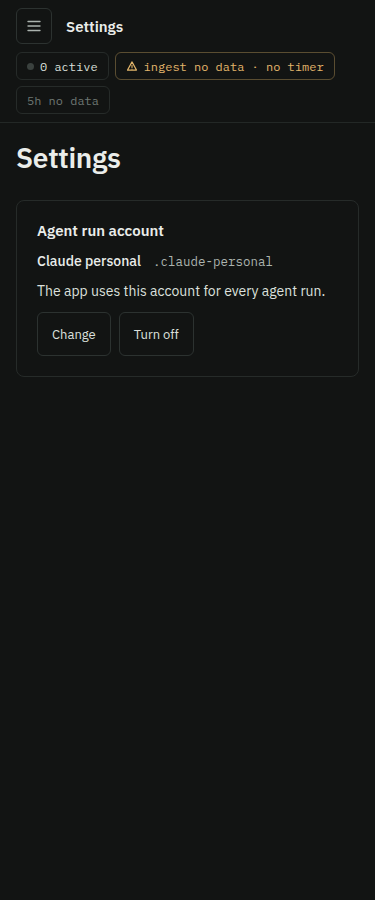 Settings
0 active
ingest no data · no timer
5h no data
Settings
Agent run account
Claude personal .claude-personal
The app uses this account for every agent run.
Change Turn off